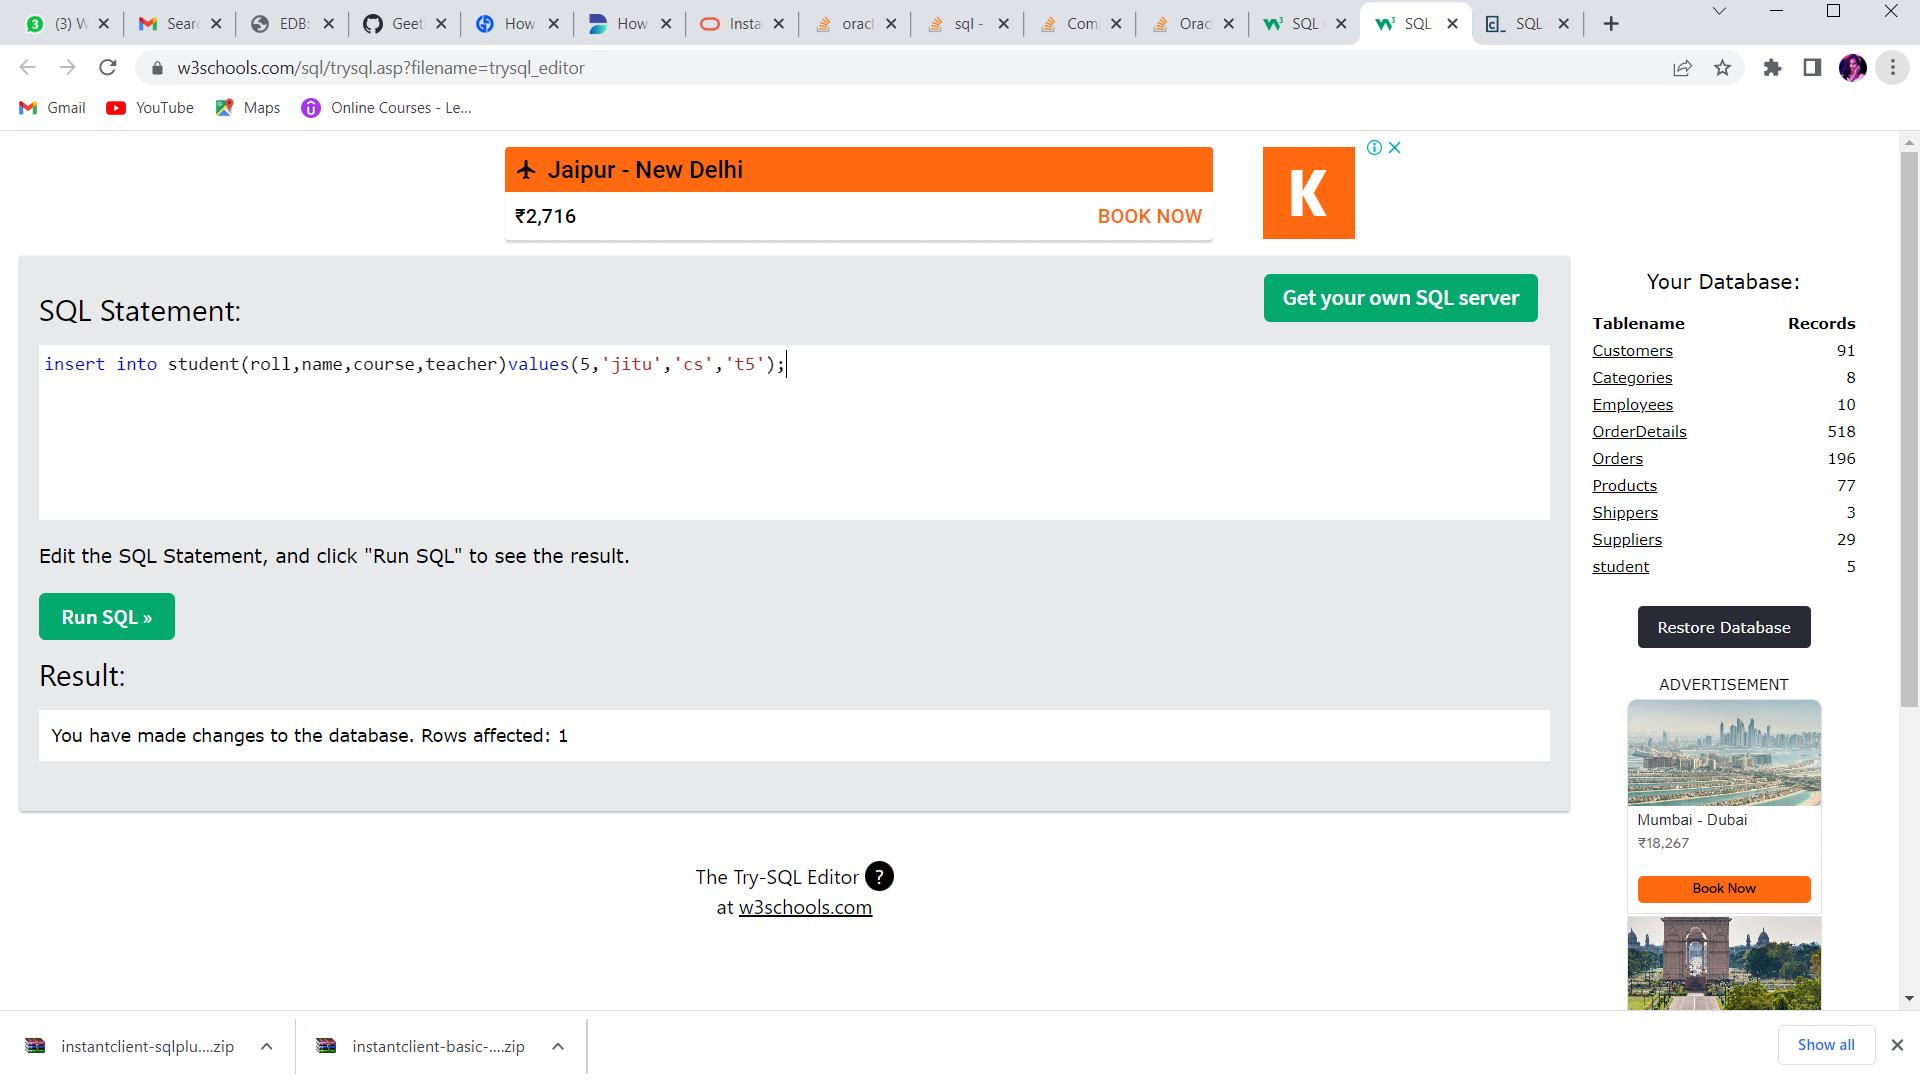 (3) W
Sear
EDB:
Geet
How
How
Insta
oracl
sql -
Com
Orac
SQL
SQL
SQL
w3schools.com/sql/trysql.asp?filename=trysql_editor
Gmail
YouTube
Maps
Online Courses - Le...
Jaipur - New Delhi
₹2,716
BOOK NOW
K
Get your own SQL server
SQL Statement:
insert into student(roll,name,course,teacher)values(5,'jitu','cs','t5');
Edit the SQL Statement, and click "Run SQL" to see the result.
Run SQL »
Result:
You have made changes to the database. Rows affected: 1
The Try-SQL Editor ?
at w3schools.com
Your Database:
Tablename Records
Customers 91
Categories 8
Employees 10
OrderDetails 518
Orders 196
Products 77
Shippers 3
Suppliers 29
student 5
Restore Database
ADVERTISEMENT
Mumbai - Dubai
₹18,267
Book Now
instantclient-sqlplu....zip
instantclient-basic-....zip
Show all